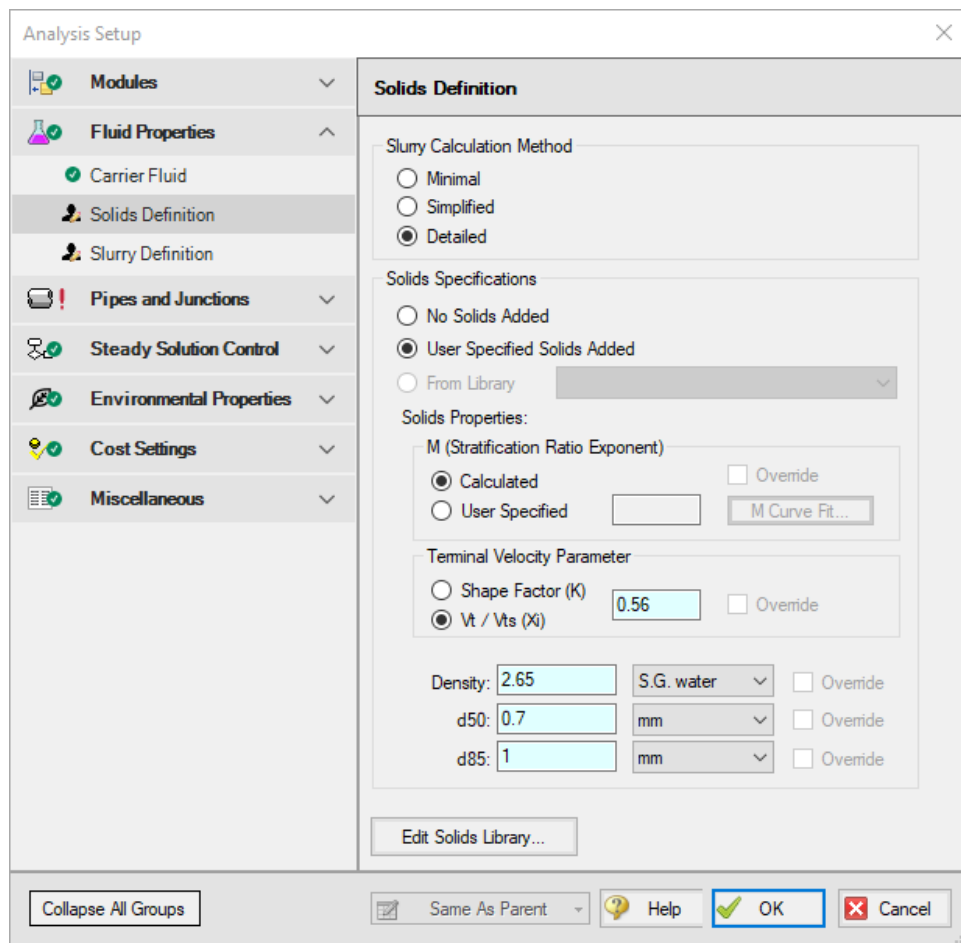 Analysis Setup
Modules
Fluid Properties
Carrier Fluid
Solids Definition
Slurry Definition
Pipes and Junctions
Steady Solution Control
Environmental Properties
Cost Settings
Miscellaneous
Collapse All Groups
Solids Definition
Slurry Calculation Method
Minimal
Simplified
Detailed
Solids Specifications
No Solids Added
User Specified Solids Added
From Library
Solids Properties:
M (Stratification Ratio Exponent)
Calculated
Override
User Specified
M Curve Fit...
Terminal Velocity Parameter
Shape Factor (K)
Vt / Vts (Xi)
0.56
Override
Density: 2.65 S.G. water Override
d50: 0.7 mm Override
d85: 1 mm Override
Edit Solids Library...
Same As Parent
Help
OK
Cancel